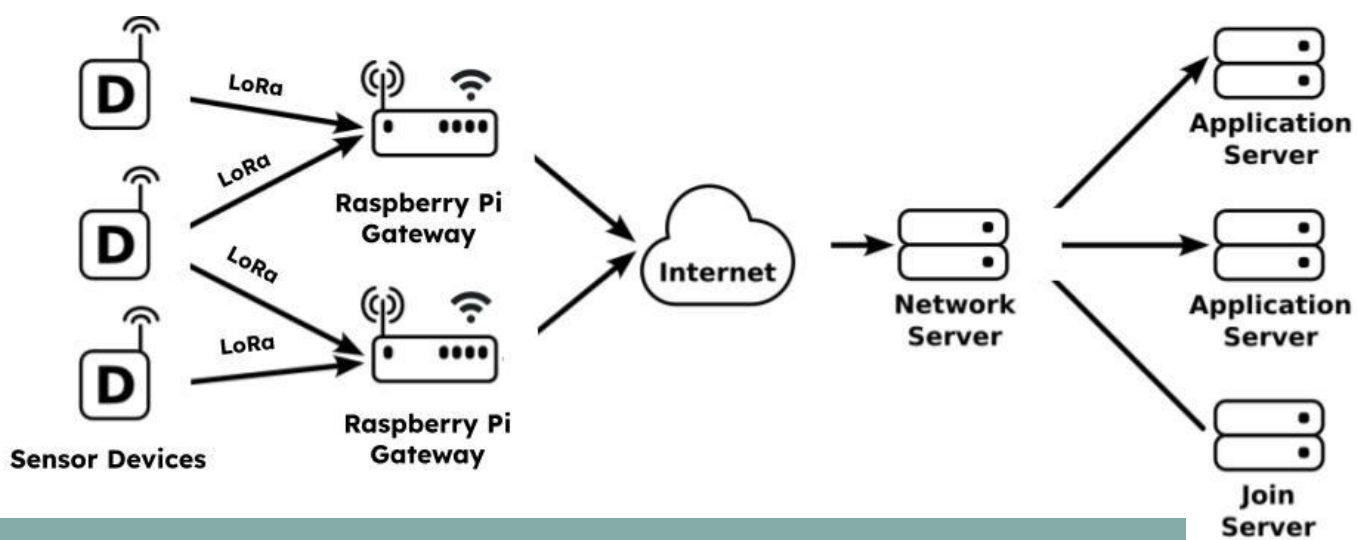 D
LoRa
LoRa
Raspberry Pi
Gateway
D
LoRa
LoRa
D
Sensor Devices
Raspberry Pi
Gateway
Internet
Network
Server
Application
Server
Application
Server
Join
Server